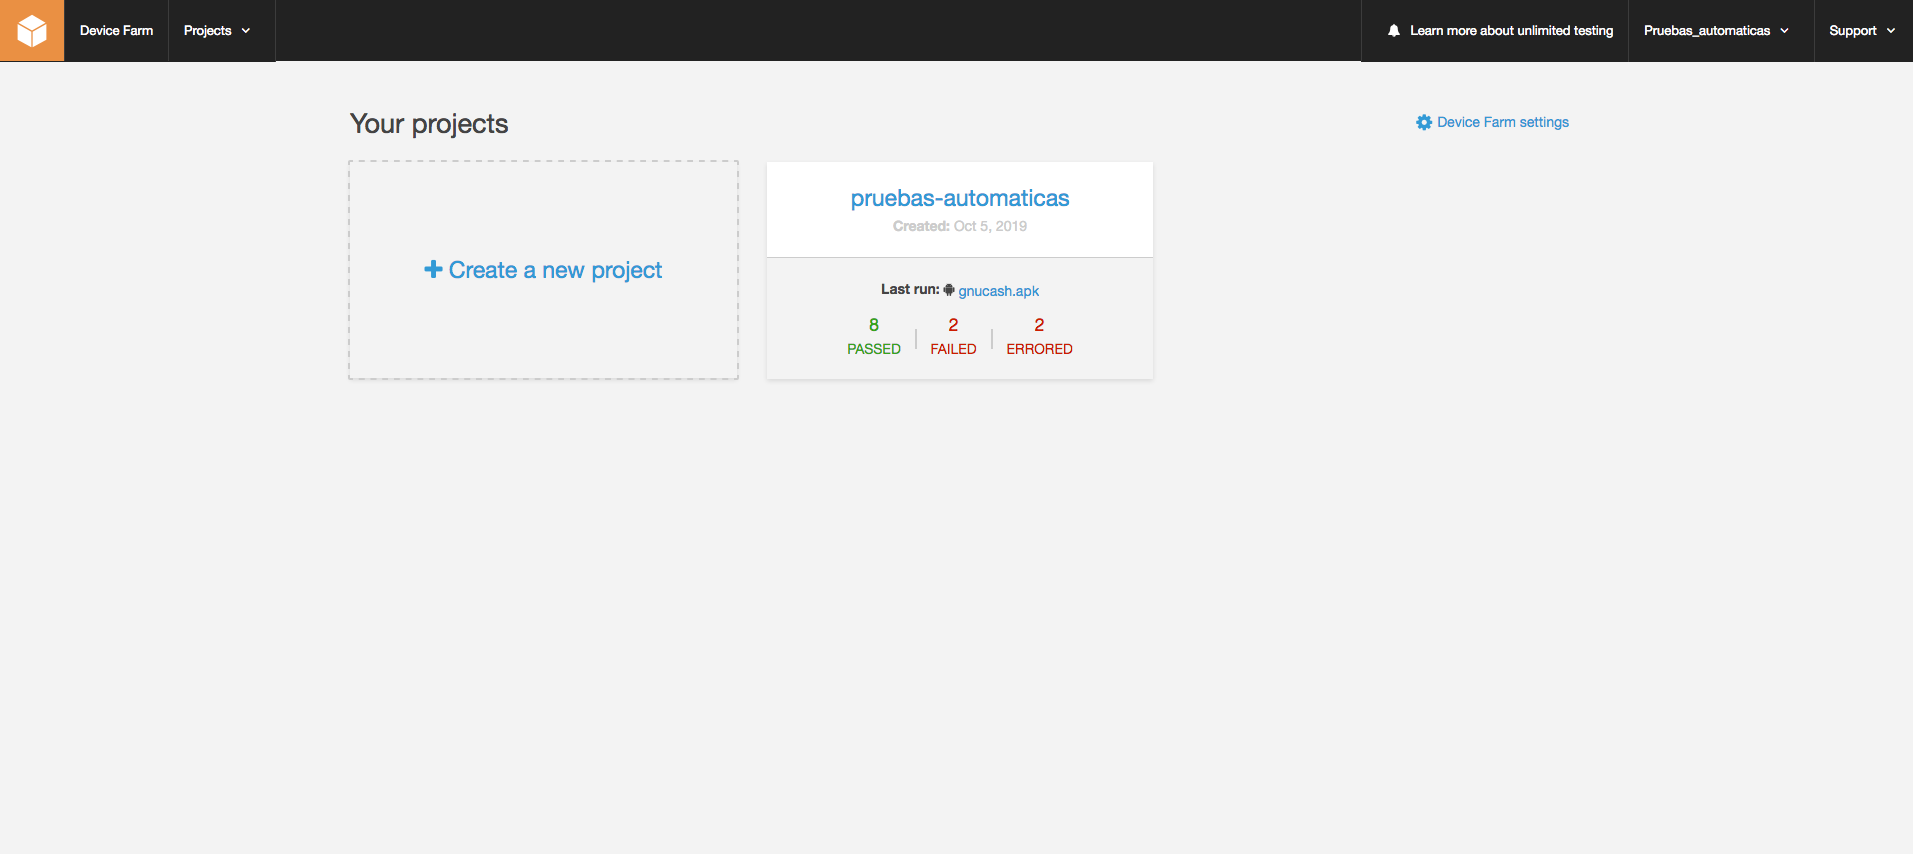 Device Farm
Projects
Learn more about unlimited testing
Pruebas_automaticas
Support
Your projects
Device Farm settings
Create a new project
pruebas-automaticas
Created: Oct 5, 2019
Last run: gnucash.apk
8 2 2
PASSED FAILED ERRORED